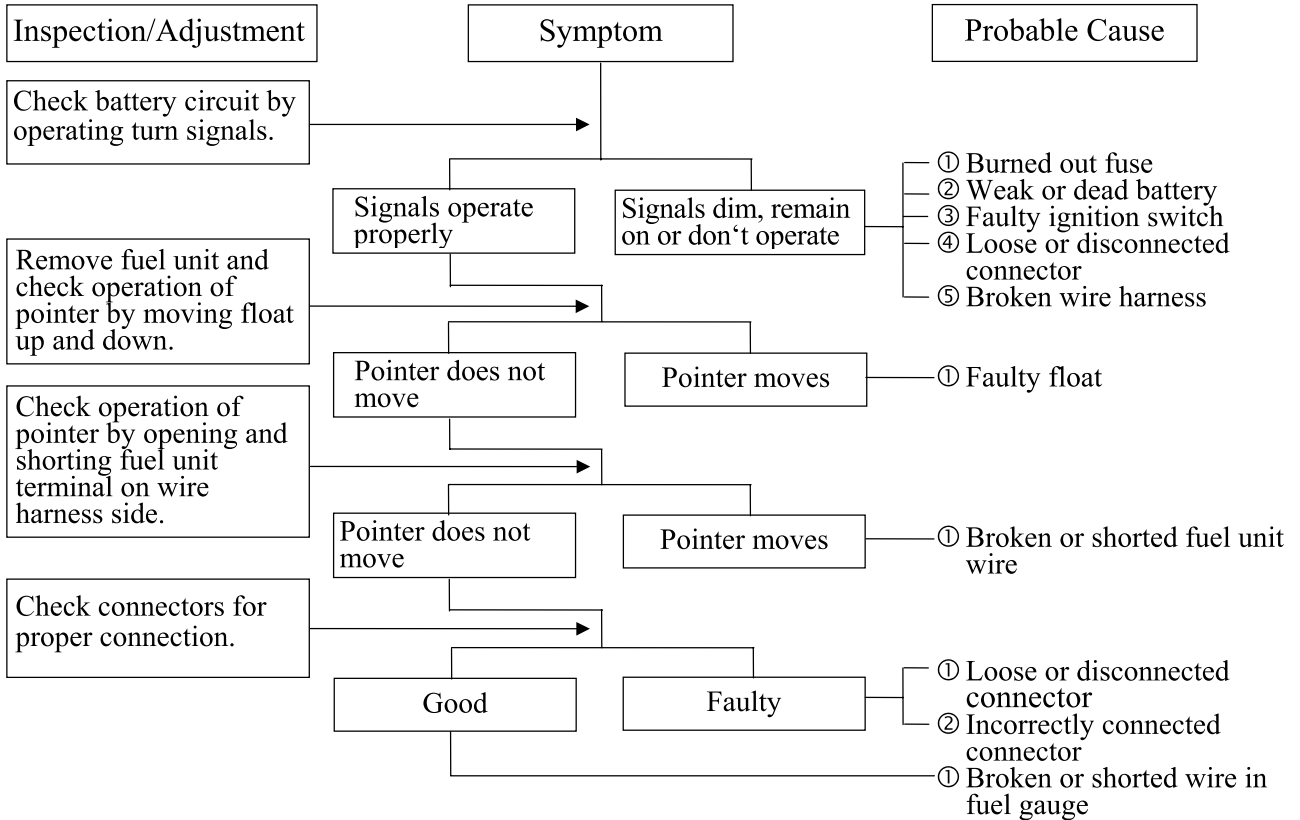 Inspection/Adjustment
Symptom
Probable Cause
Check battery circuit by
operating turn signals.
Signals operate
properly
Signals dim, remain
on or don‘t operate
① Burned out fuse
② Weak or dead battery
③ Faulty ignition switch
④ Loose or disconnected
connector
⑤ Broken wire harness
Remove fuel unit and
check operation of
pointer by moving float
up and down.
Pointer does not
move
Pointer moves
① Faulty float
Check operation of
pointer by opening and
shorting fuel unit
terminal on wire
harness side.
Pointer does not
move
Pointer moves
① Broken or shorted fuel unit
wire
Check connectors for
proper connection.
Good
Faulty
① Loose or disconnected
connector
② Incorrectly connected
connector
① Broken or shorted wire in
fuel gauge